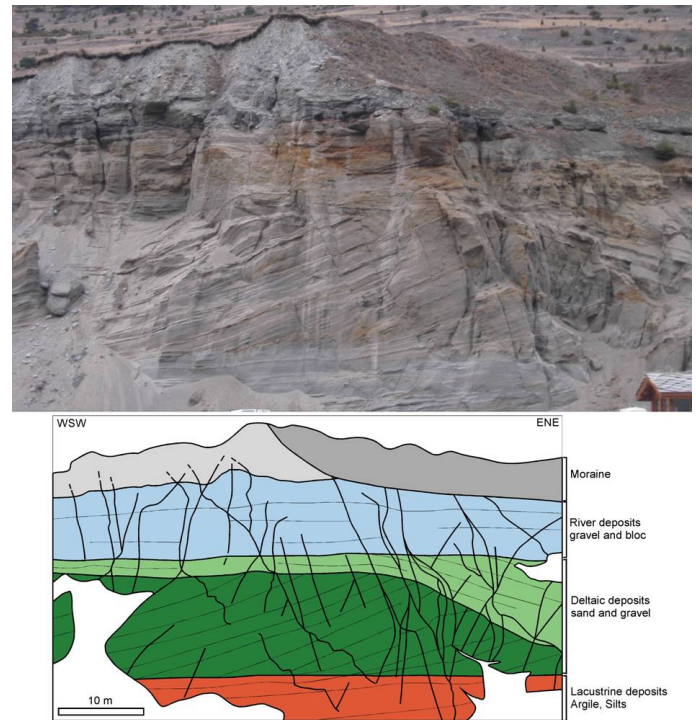 WSW
ENE
Moraine
River deposits
gravel and bloc
Deltaic deposits
sand and gravel
Lacustrine deposits
Argile, Silts
10 m